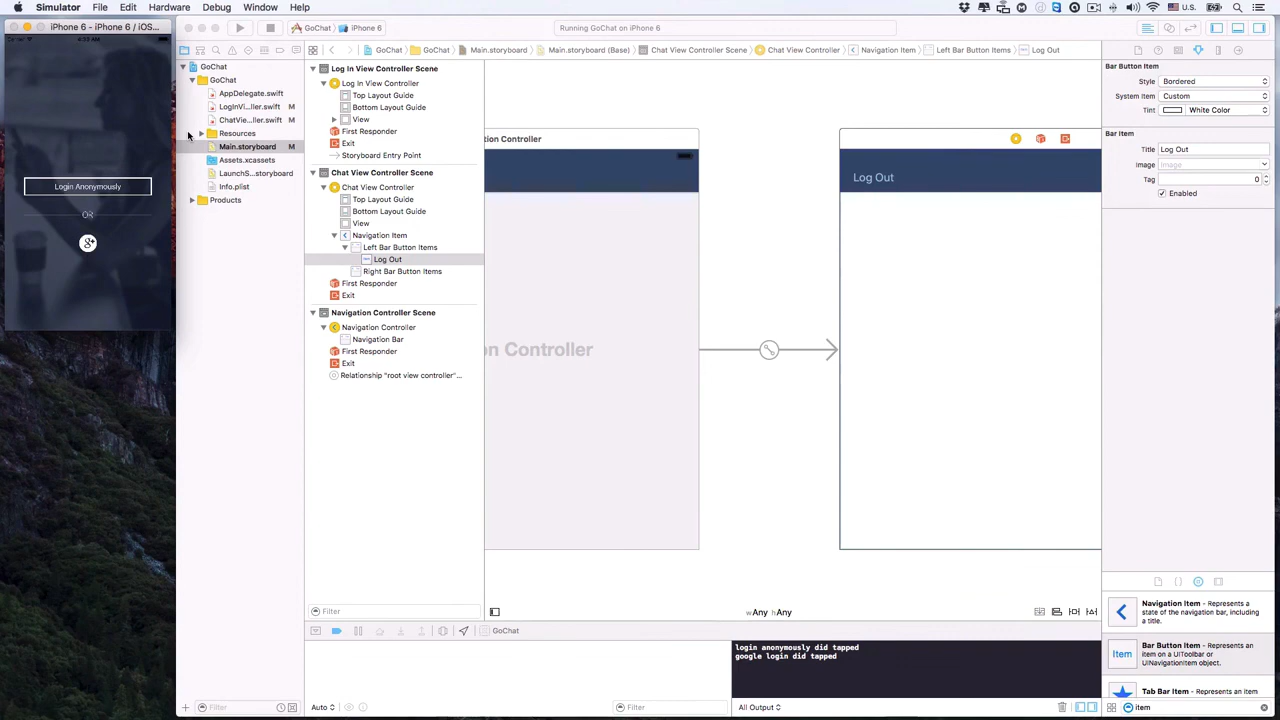 Simulator File Edit Hardware Debug Window Help
U.S.
iPhone 6 - iPhone 6 / iOS...
4:33 AM
Login Anonymously
OR
GoChat
iPhone 6
Running GoChat on iPhone 6
GoChat
GoChat
Main.storyboard
Main.storyboard (Base)
Chat View Controller Scene
Chat View Controller
Navigation Item
Left Bar Button Items
Log Out
GoChat
GoChat
AppDelegate.swift
LogInVi...ller.swift M
ChatVie...ller.swift M
Resources
Main.storyboard M
Assets.xcassets
LaunchS...storyboard
Info.plist
Products
Filter
Log In View Controller Scene
Log In View Controller
Top Layout Guide
Bottom Layout Guide
View
First Responder
Exit
Storyboard Entry Point
Chat View Controller Scene
Chat View Controller
Top Layout Guide
Bottom Layout Guide
View
Navigation Item
Left Bar Button Items
Log Out
Right Bar Button Items
First Responder
Exit
Navigation Controller Scene
Navigation Controller
Navigation Bar
First Responder
Exit
Relationship "root view controller"...
Filter
tion Controller
n Controller
Log Out
wAny hAny
GoChat
Auto
Filter
login anonymously did tapped
google login did tapped
All Output
Bar Button Item
Style Bordered
System Item Custom
Tint White Color
Bar Item
Title Log Out
Image Image
Tag 0
Enabled
Navigation Item - Represents a
state of the navigation bar, including
a title.
Item
Bar Button Item - Represents an
item on a UIToolbar or
UINavigationItem object.
Tab Bar Item - Represents an item
item